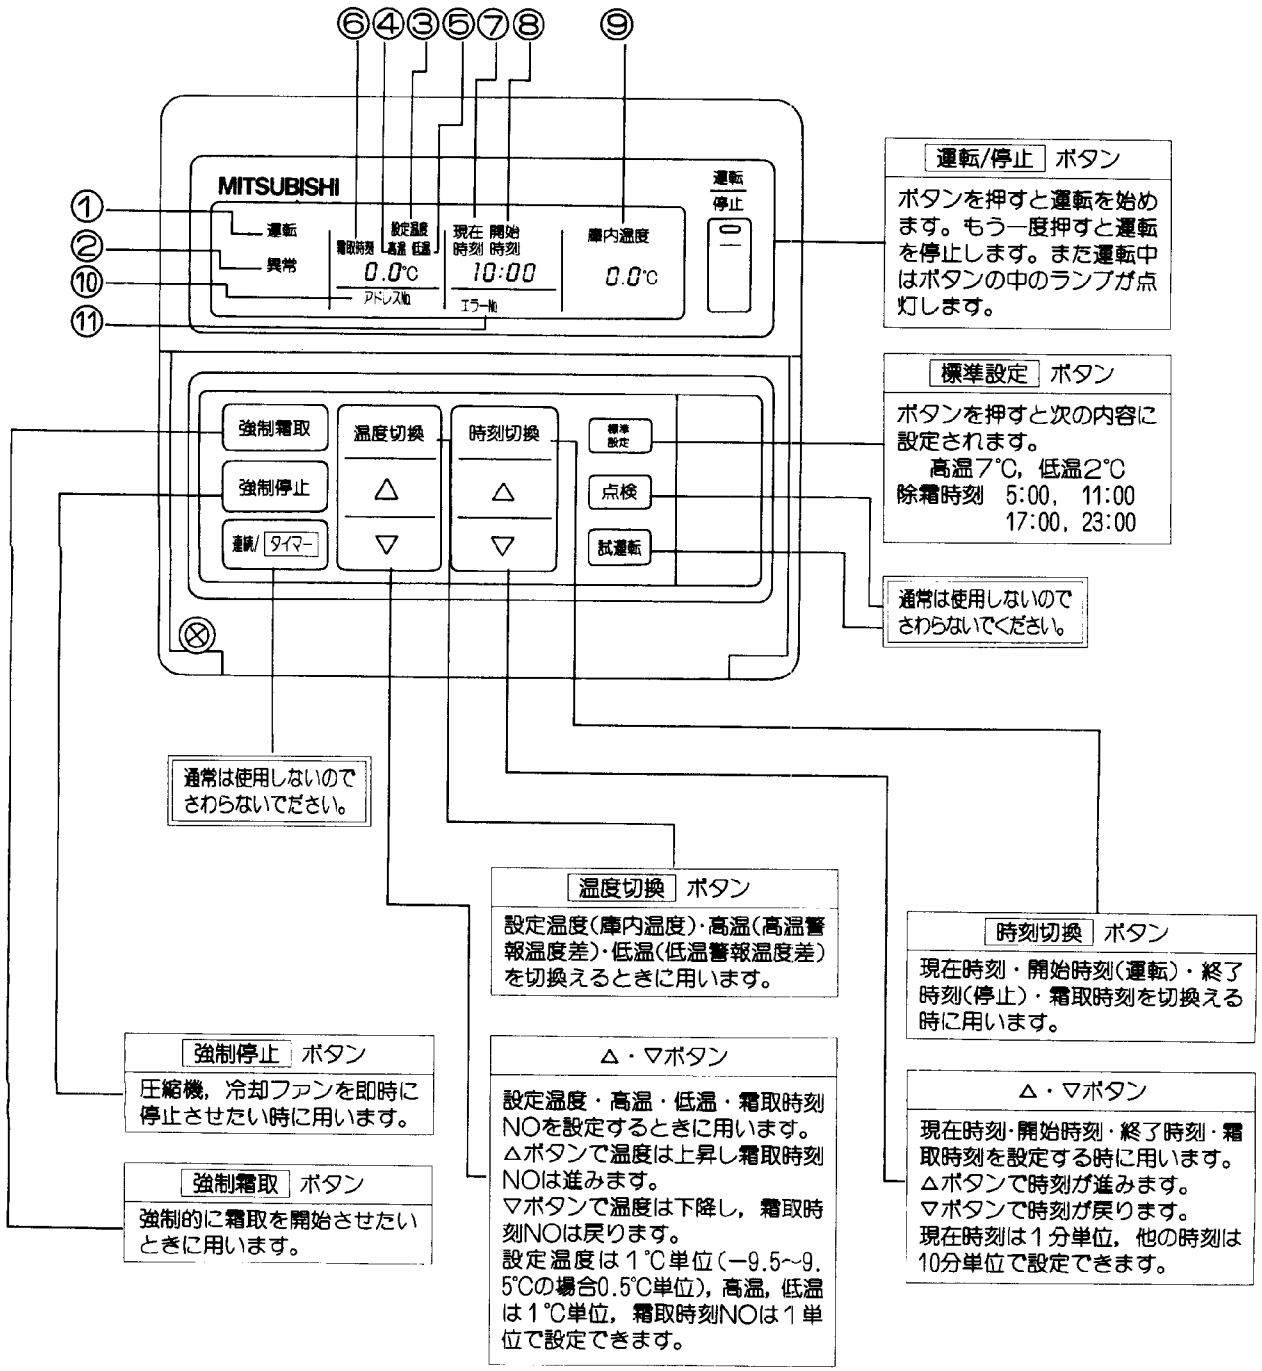 ⑥④③⑤⑦⑧ ⑨
MITSUBISHI
運転
停止
① 運転
② 異常
⑩
⑪
設定温度
霜取時刻 高温 低温
0.0℃
アドレス№
現在 開始
時刻 時刻
10:00
エラー№
庫内温度
0.0℃
強制霜取
強制停止
連続/タイマー
温度切換
△
▽
時刻切換
△
▽
標準
設定
点検
試運転
運転/停止 ボタン
ボタンを押すと運転を始め
ます。もう一度押すと運転
を停止します。また運転中
はボタンの中のランプが点
灯します。
標準設定 ボタン
ボタンを押すと次の内容に
設定されます。
高温7℃, 低温2℃
除霜時刻 5:00, 11:00
17:00, 23:00
通常は使用しないので
さわらないでください。
通常は使用しないので
さわらないでださい。
温度切換 ボタン
設定温度(庫内温度)・高温(高温警
報温度差)・低温(低温警報温度差)
を切換えるときに用います。
時刻切換 ボタン
現在時刻・開始時刻(運転)・終了
時刻(停止)・霜取時刻を切換える
時に用います。
強制停止 ボタン
圧縮機, 冷却ファンを即時に
停止させたい時に用います。
強制霜取 ボタン
強制的に霜取を開始させたい
ときに用います。
△・▽ボタン
設定温度・高温・低温・霜取時刻
NOを設定するときに用います。
△ボタンで温度は上昇し霜取時刻
NOは進みます。
▽ボタンで温度は下降し, 霜取時
刻NOは戻ります。
設定温度は1℃単位(−9.5~9.
5℃の場合0.5℃単位), 高温, 低温
は1℃単位, 霜取時刻NOは1単
位で設定できます。
△・▽ボタン
現在時刻・開始時刻・終了時刻・霜
取時刻を設定する時に用います。
△ボタンで時刻が進みます。
▽ボタンで時刻が戻ります。
現在時刻は1分単位, 他の時刻は
10分単位で設定できます。